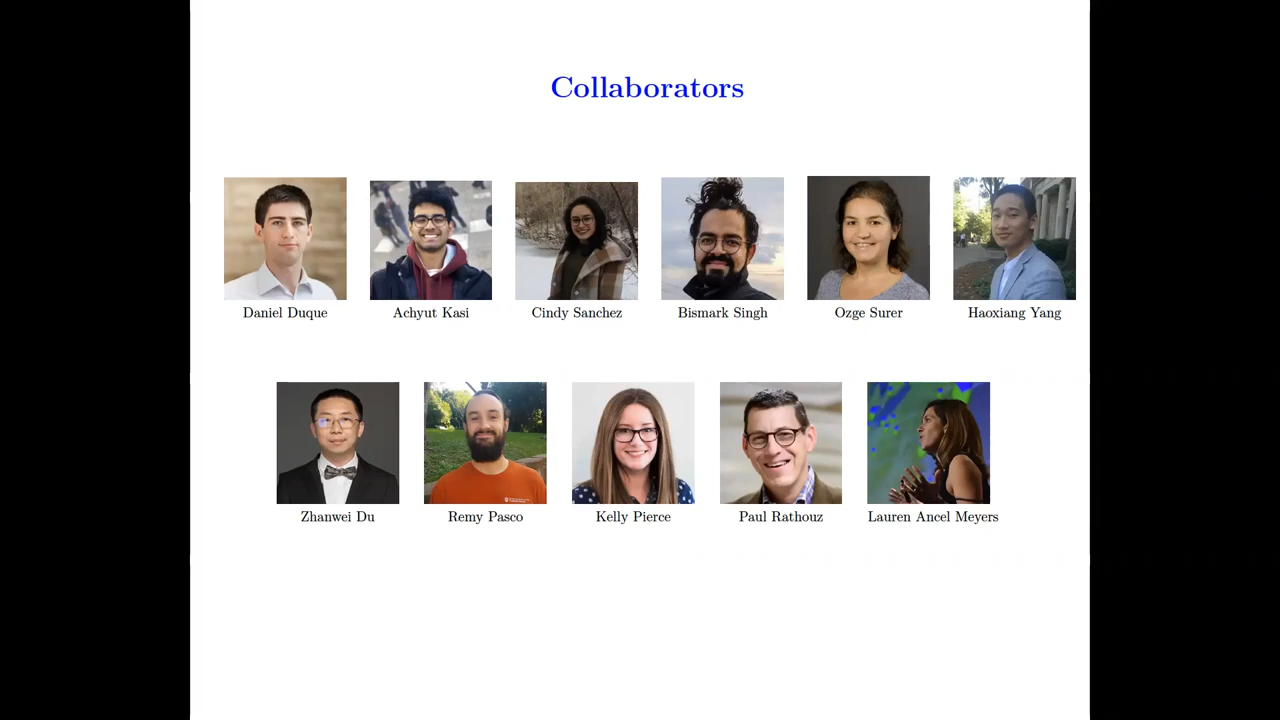 Collaborators
Daniel Duque
Achyut Kasi
Cindy Sanchez
Bismark Singh
Ozge Surer
Haoxiang Yang
Zhanwei Du
Remy Pasco
Kelly Pierce
Paul Rathouz
Lauren Ancel Meyers